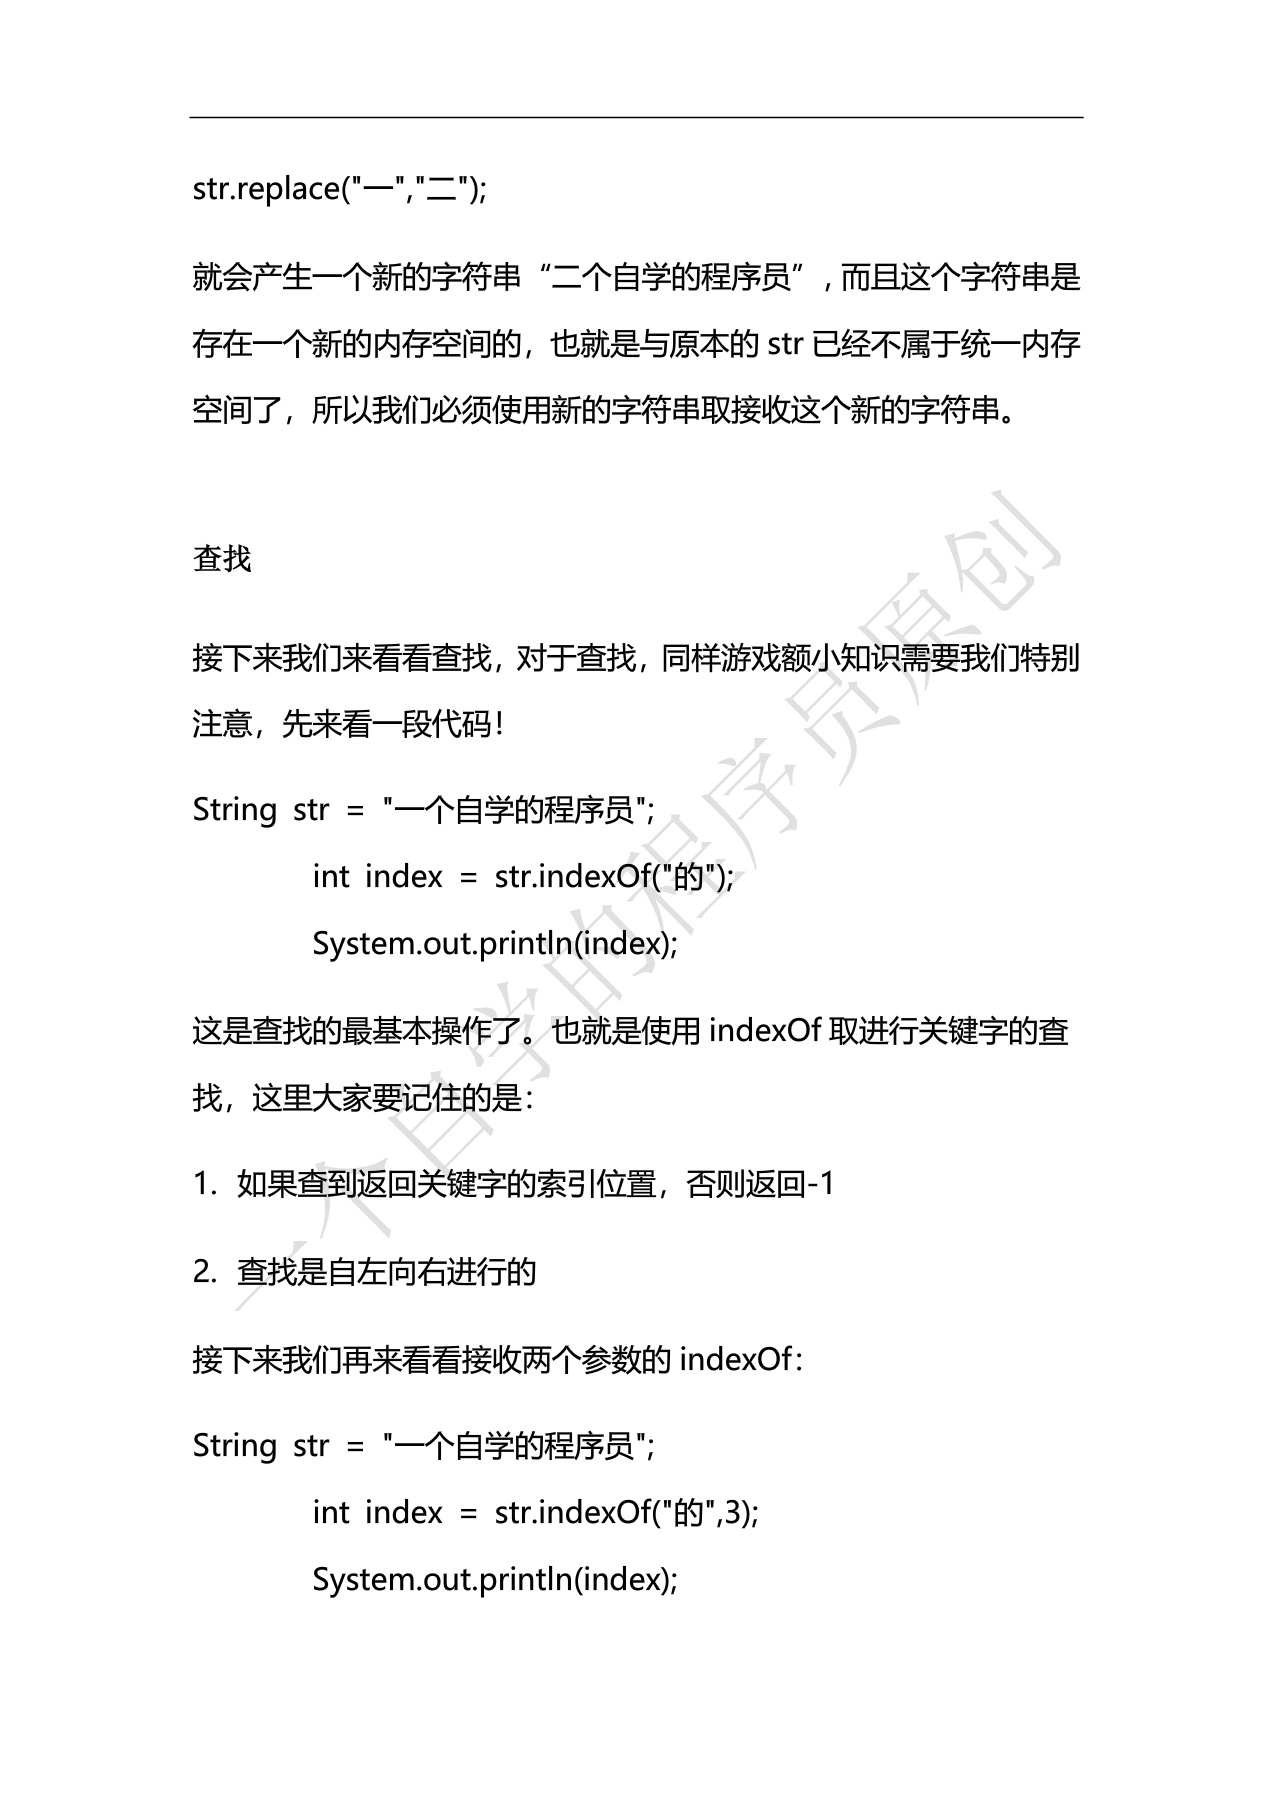 str.replace("一","二");
就会产生一个新的字符串“二个自学的程序员”,而且这个字符串是
存在一个新的内存空间的，也就是与原本的 str 已经不属于统一内存
空间了，所以我们必须使用新的字符串取接收这个新的字符串。
查找
接下来我们来看看查找，对于查找，同样游戏额小知识需要我们特别
注意，先来看一段代码！
String str = "一个自学的程序员";
int index = str.indexOf("的");
System.out.println(index);
这是查找的最基本操作了。也就是使用 indexOf 取进行关键字的查
找，这里大家要记住的是：
1. 如果查到返回关键字的索引位置，否则返回-1
2. 查找是自左向右进行的
接下来我们再来看看接收两个参数的 indexOf：
String str = "一个自学的程序员";
int index = str.indexOf("的",3);
System.out.println(index);
一个自学的程序员原创